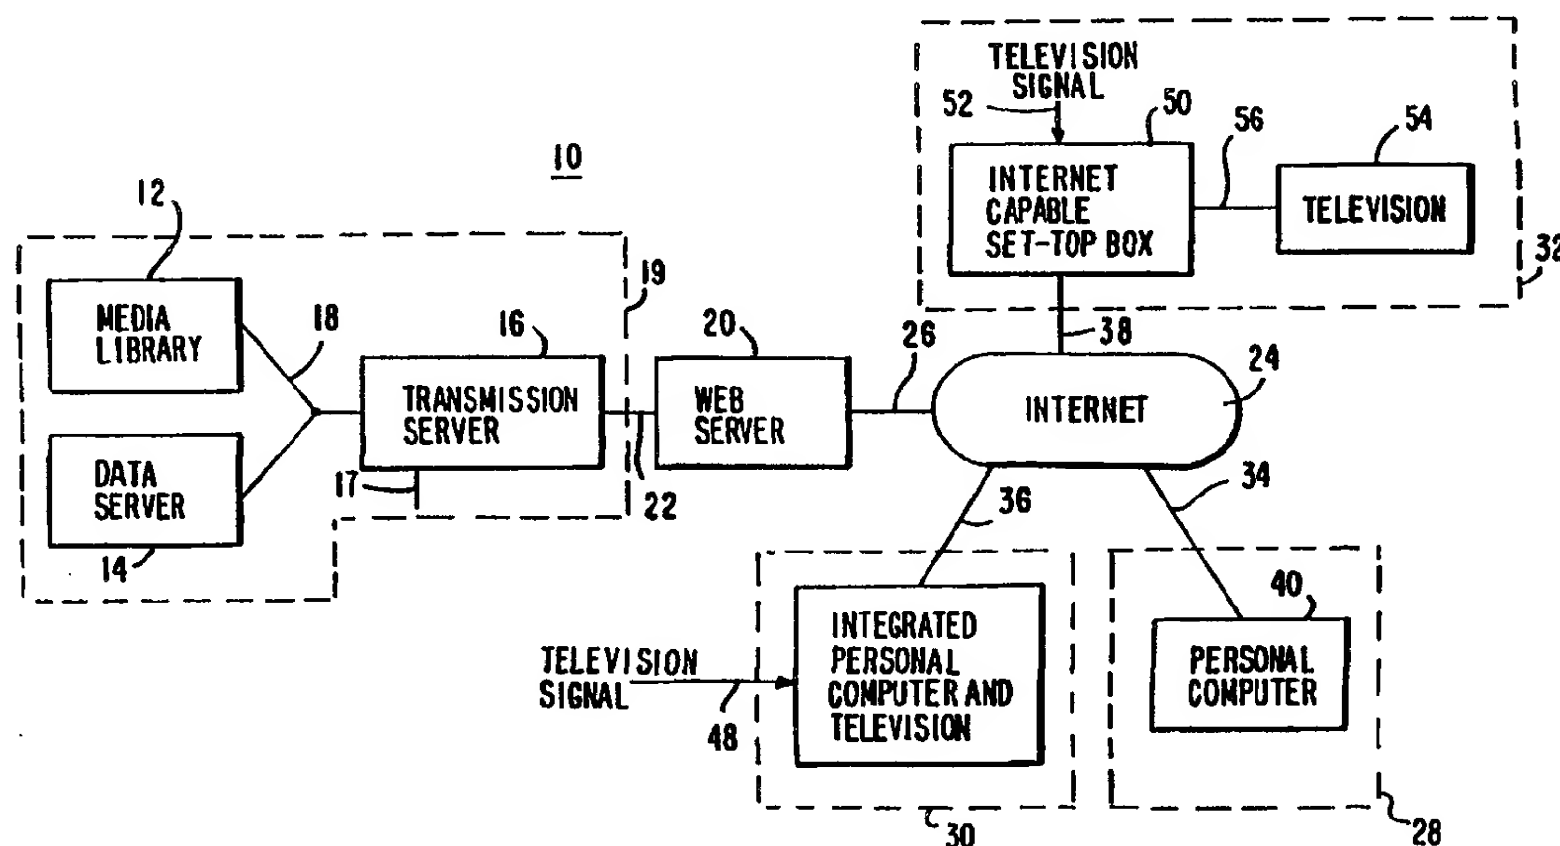 TELEVISION
SIGNAL
52
50
56
54
INTERNET
CAPABLE
SET-TOP BOX
TELEVISION
32
38
10
12
MEDIA
LIBRARY
18
19
16
TRANSMISSION
SERVER
17
22
DATA
SERVER
14
20
WEB
SERVER
26
24
INTERNET
36
34
TELEVISION
SIGNAL
48
INTEGRATED
PERSONAL
COMPUTER AND
TELEVISION
30
40
PERSONAL
COMPUTER
28